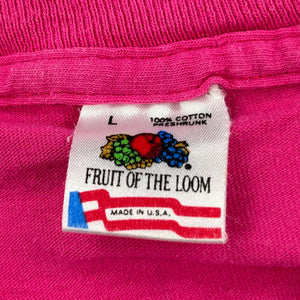 L 100% COTTON
PRESHRUNK
FRUIT OF THE LOOM
MADE IN U.S.A.